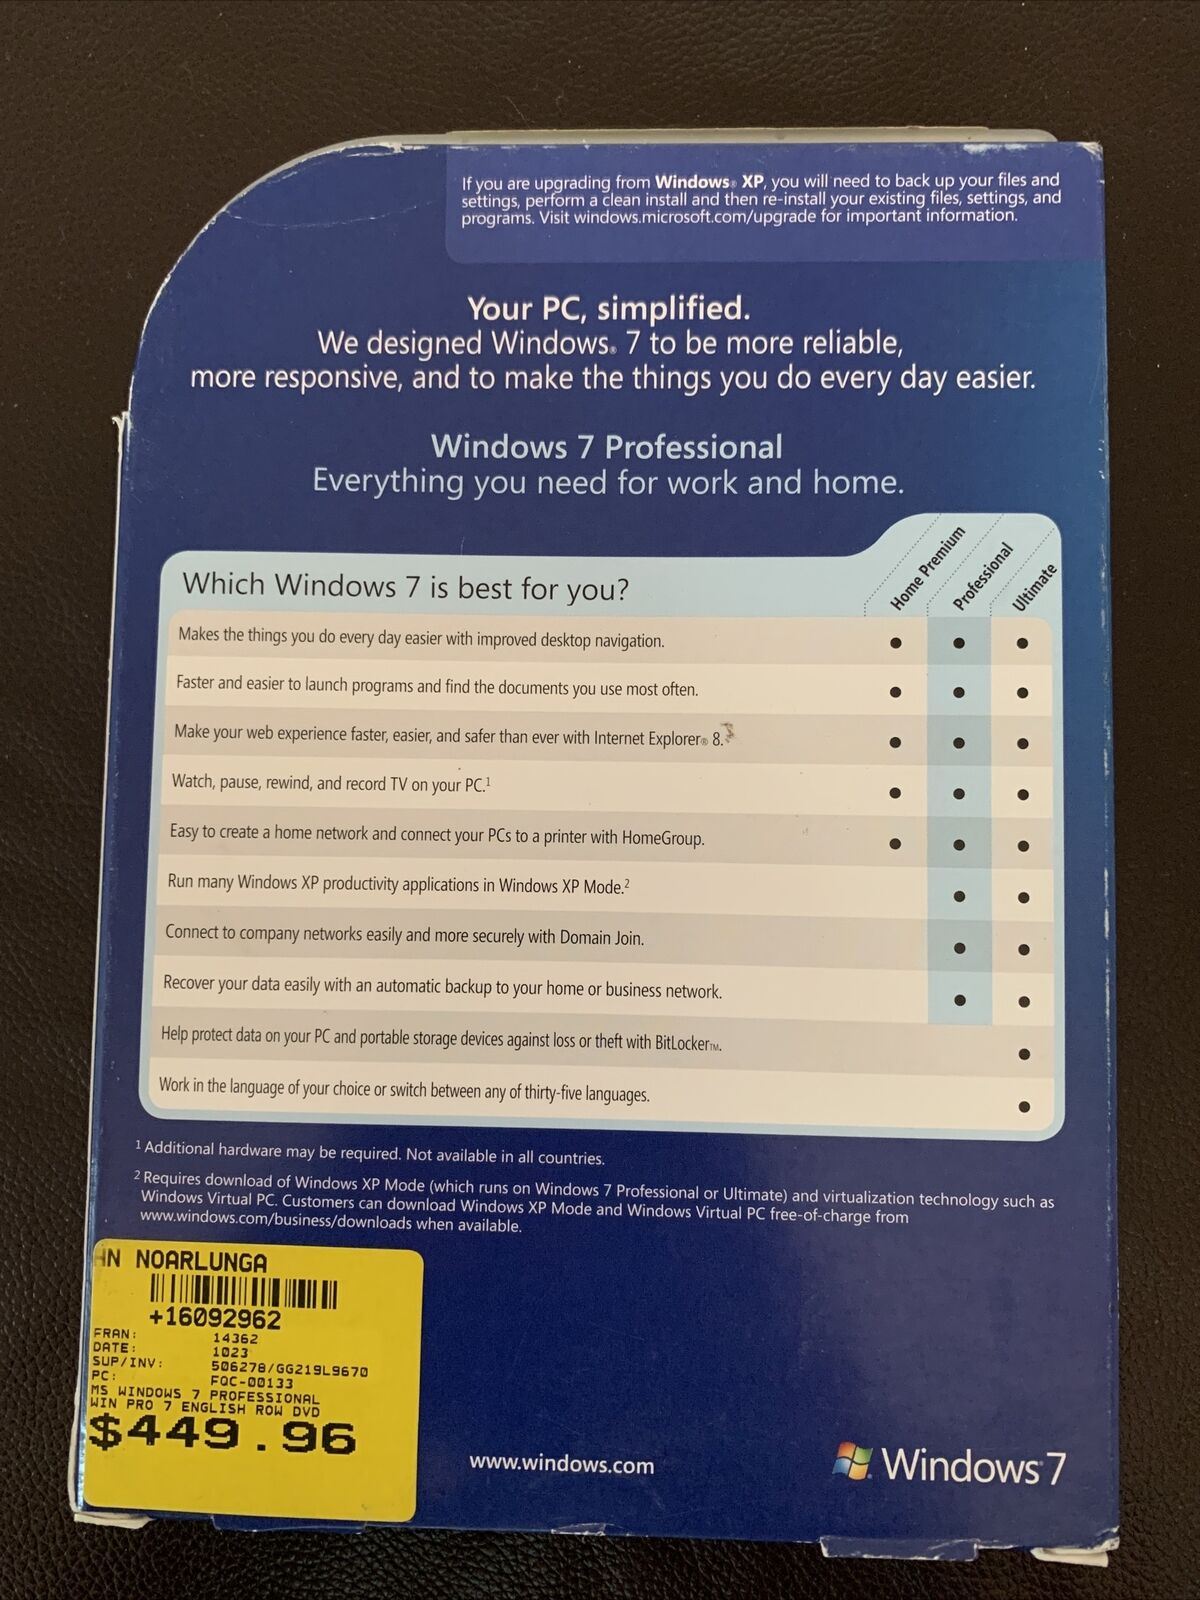 If you are upgrading from Windows® XP, you will need to back up your files and
settings, perform a clean install and then re-install your existing files, settings, and
programs. Visit windows.microsoft.com/upgrade for important information.
Your PC, simplified.
We designed Windows® 7 to be more reliable,
more responsive, and to make the things you do every day easier.
Windows 7 Professional
Everything you need for work and home.
Which Windows 7 is best for you?
Home Premium
Professional
Ultimate
Makes the things you do every day easier with improved desktop navigation.
Faster and easier to launch programs and find the documents you use most often.
Make your web experience faster, easier, and safer than ever with Internet Explorer® 8.
Watch, pause, rewind, and record TV on your PC.¹
Easy to create a home network and connect your PCs to a printer with HomeGroup.
Run many Windows XP productivity applications in Windows XP Mode.²
Connect to company networks easily and more securely with Domain Join.
Recover your data easily with an automatic backup to your home or business network.
Help protect data on your PC and portable storage devices against loss or theft with BitLocker™.
Work in the language of your choice or switch between any of thirty-five languages.
¹ Additional hardware may be required. Not available in all countries.
² Requires download of Windows XP Mode (which runs on Windows 7 Professional or Ultimate) and virtualization technology such as
Windows Virtual PC. Customers can download Windows XP Mode and Windows Virtual PC free-of-charge from
www.windows.com/business/downloads when available.
HN NOARLUNGA
+16092962
FRAN: 14362
DATE: 1023
SUP/INV: 506278/GG219L9670
PC: FQC-00133
MS WINDOWS 7 PROFESSIONAL
WIN PRO 7 ENGLISH ROW DVD
$449.96
www.windows.com
Windows® 7